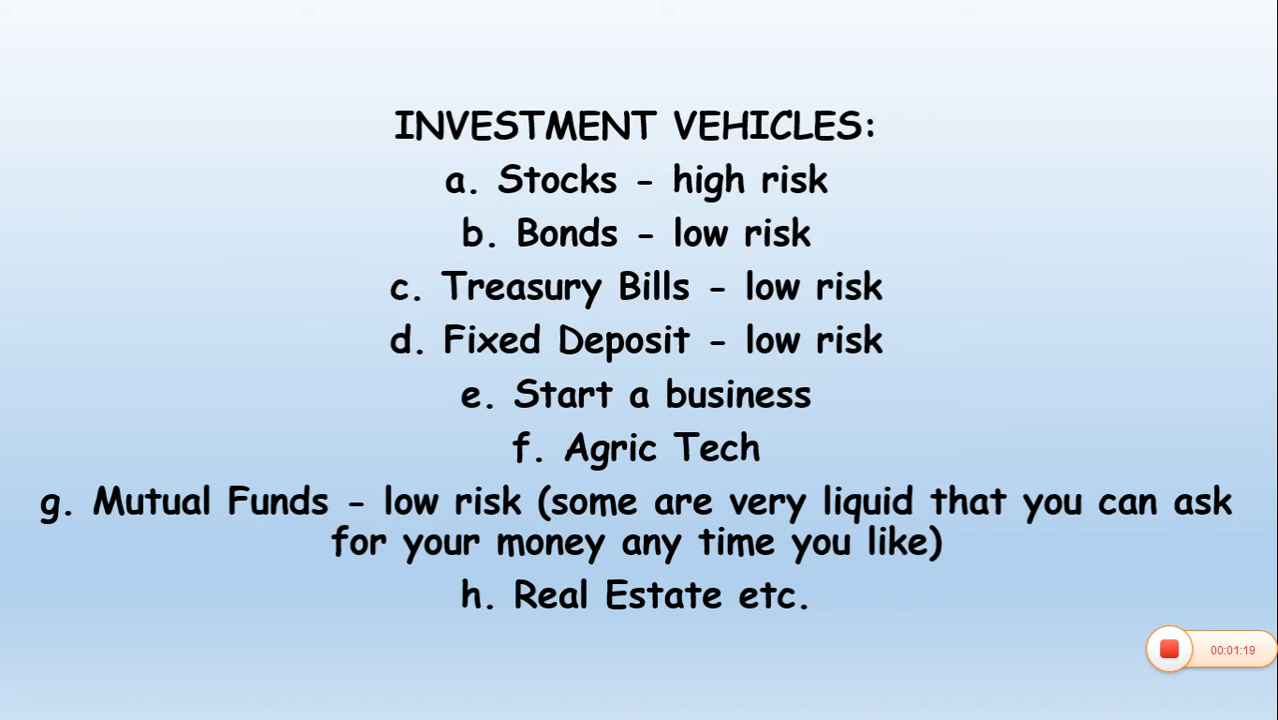 INVESTMENT VEHICLES:
a. Stocks - high risk
b. Bonds - low risk
c. Treasury Bills - low risk
d. Fixed Deposit - low risk
e. Start a business
f. Agric Tech
g. Mutual Funds - low risk (some are very liquid that you can ask
for your money any time you like)
h. Real Estate etc.
00:01:19